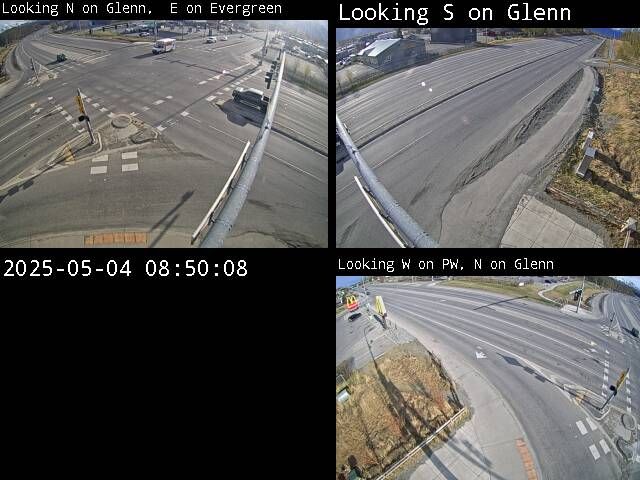 Looking N on Glenn,  E on Evergreen
Looking S on Glenn
2025-05-04 08:50:08
Looking W on PW, N on Glenn